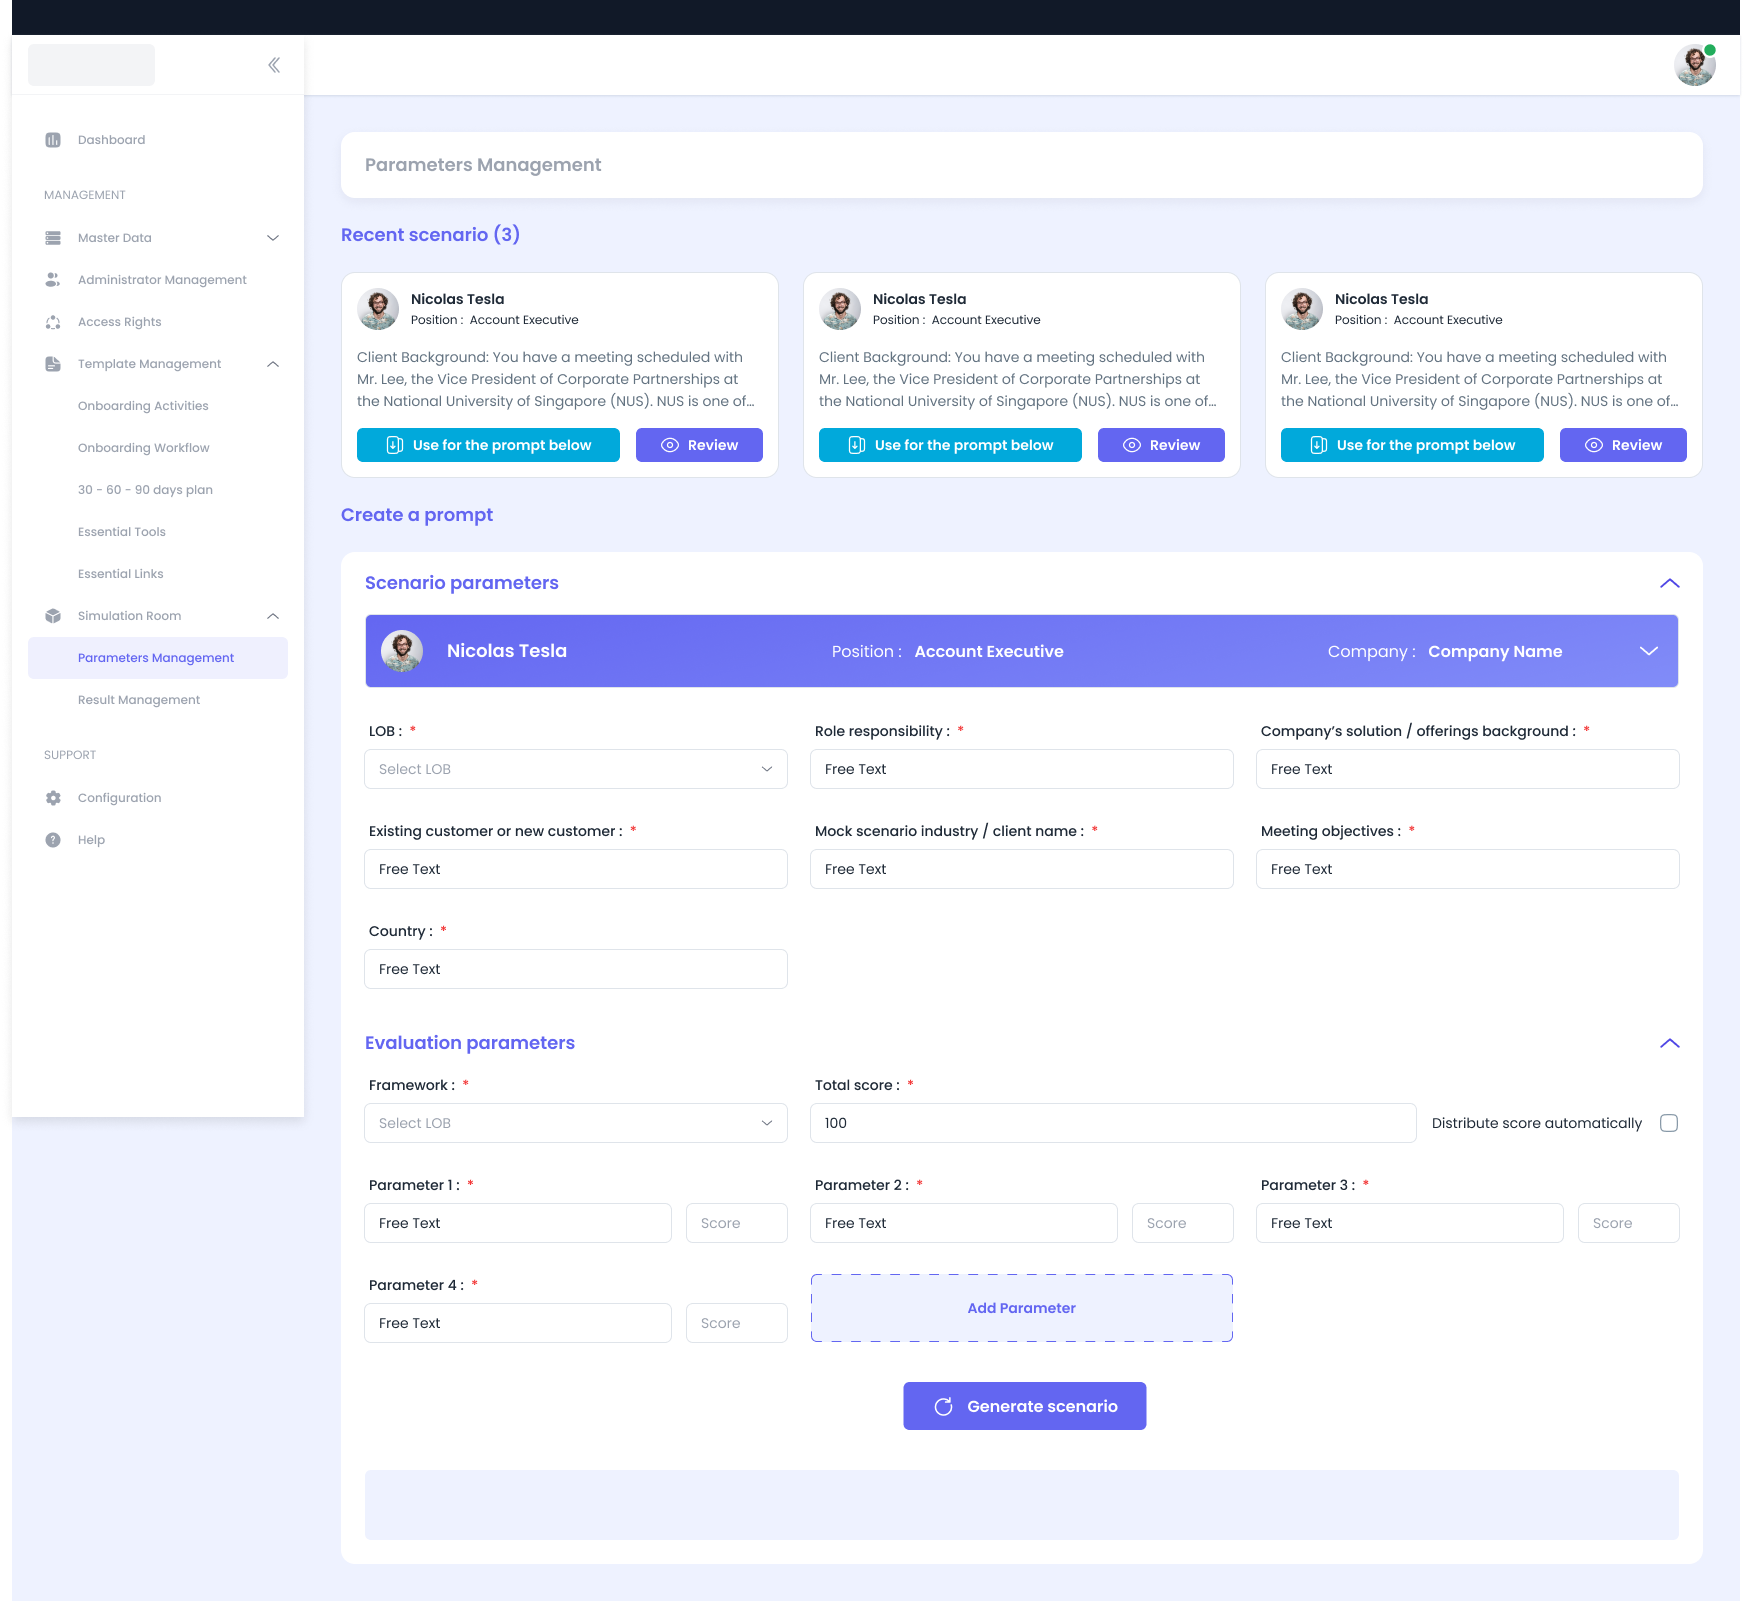 Dashboard
MANAGEMENT
Master Data
Administrator Management
Access Rights
Template Management
Onboarding Activities
Onboarding Workflow
30 - 60 - 90 days plan
Essential Tools
Essential Links
Simulation Room
Parameters Management
Result Management
SUPPORT
Configuration
Help
Parameters Management
Recent scenario (3)
Nicolas Tesla
Position : Account Executive
Client Background: You have a meeting scheduled with
Mr. Lee, the Vice President of Corporate Partnerships at
the National University of Singapore (NUS). NUS is one of...
Use for the prompt below
Review
Nicolas Tesla
Position : Account Executive
Client Background: You have a meeting scheduled with
Mr. Lee, the Vice President of Corporate Partnerships at
the National University of Singapore (NUS). NUS is one of...
Use for the prompt below
Review
Nicolas Tesla
Position : Account Executive
Client Background: You have a meeting scheduled with
Mr. Lee, the Vice President of Corporate Partnerships at
the National University of Singapore (NUS). NUS is one of...
Use for the prompt below
Review
Create a prompt
Scenario parameters
Nicolas Tesla
Position : Account Executive
Company : Company Name
LOB : *
Select LOB
Role responsibility : *
Free Text
Company’s solution / offerings background : *
Free Text
Existing customer or new customer : *
Free Text
Mock scenario industry / client name : *
Free Text
Meeting objectives : *
Free Text
Country : *
Free Text
Evaluation parameters
Framework : *
Select LOB
Total score : *
100
Distribute score automatically
Parameter 1 : *
Free Text
Score
Parameter 2 : *
Free Text
Score
Parameter 3 : *
Free Text
Score
Parameter 4 : *
Free Text
Score
Add Parameter
Generate scenario